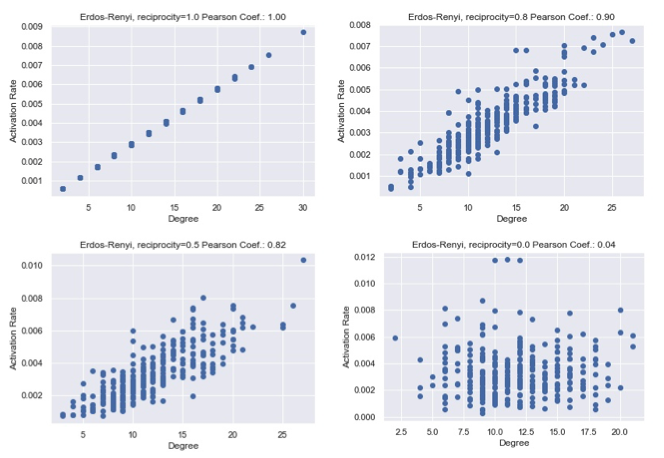 Erdos-Renyi, reciprocity=1.0 Pearson Coef.: 1.00
0.009
0.008
0.007
0.006
0.005
0.004
0.003
0.002
0.001
Activation Rate
5 10 15 20 25 30
Degree
Erdos-Renyi, reciprocity=0.8 Pearson Coef.: 0.90
0.008
0.007
0.006
0.005
0.004
0.003
0.002
0.001
Activation Rate
5 10 15 20 25
Degree
Erdos-Renyi, reciprocity=0.5 Pearson Coef.: 0.82
0.010
0.008
0.006
0.004
0.002
Activation Rate
5 10 15 20 25
Degree
Erdos-Renyi, reciprocity=0.0 Pearson Coef.: 0.04
0.012
0.010
0.008
0.006
0.004
0.002
0.000
Activation Rate
2.5 5.0 7.5 10.0 12.5 15.0 17.5 20.0
Degree